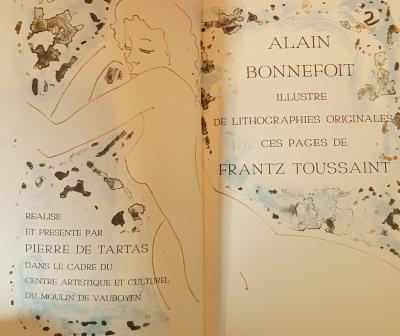 REALISE
ET PRESENTE PAR
PIERRE DE TARTAS
DANS LE CADRE DU
CENTRE ARTISTIQUE ET CULTUREL
DU MOULIN DE VAUBOYEN
ALAIN
BONNEFOIT
ILLUSTRE
DE LITHOGRAPHIES ORIGINALES
CES PAGES DE
FRANTZ TOUSSAINT